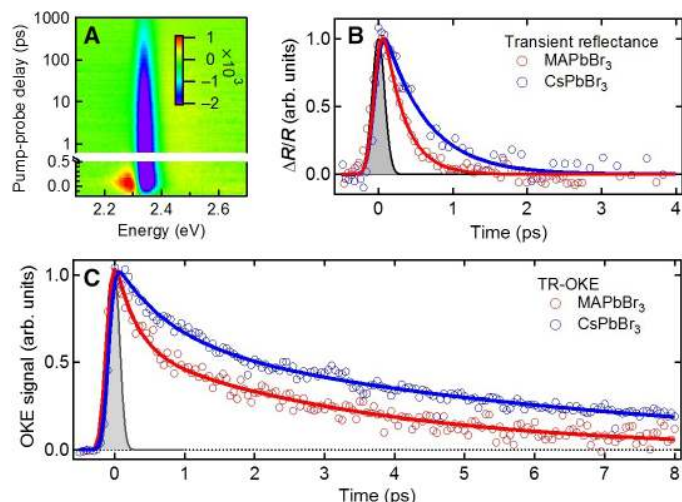 A
Pump-probe delay (ps)
1000
100
10
1
0.5
0.0
1
0
−1
−2
×10³
2.2 2.4 2.6
Energy (eV)
B
Transient reflectance
MAPbBr₃
CsPbBr₃
ΔR/R (arb. units)
1.0
0.5
0.0
0 1 2 3 4
Time (ps)
C
TR-OKE
MAPbBr₃
CsPbBr₃
OKE signal (arb. units)
1.0
0.5
0.0
0 1 2 3 4 5 6 7 8
Time (ps)